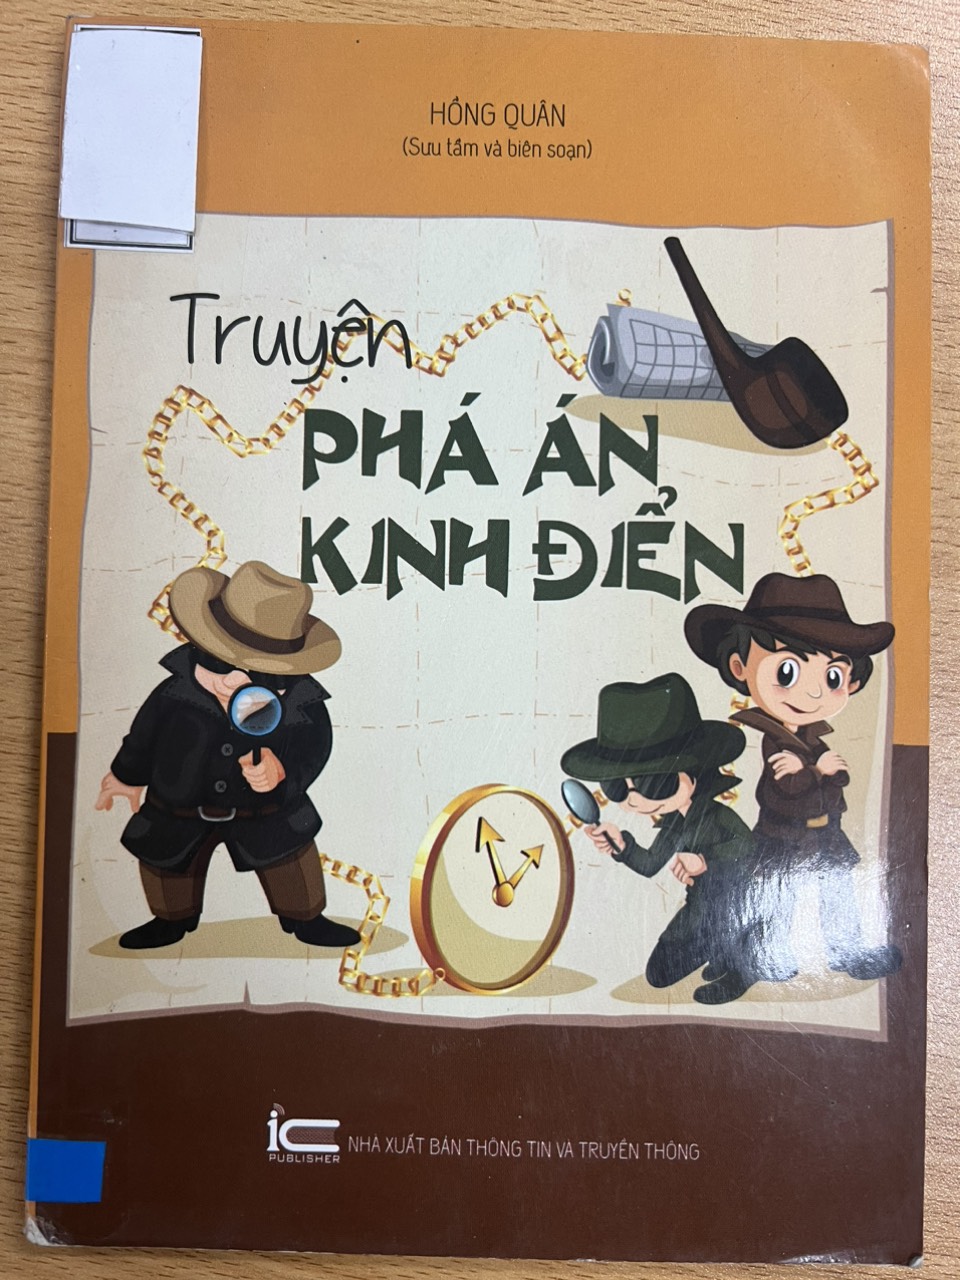 HỒNG QUÂN
(Sưu tầm và biên soạn)
Truyện
PHÁ ÁN
KINH ĐIỂN
ic
PUBLISHER
NHÀ XUẤT BẢN THÔNG TIN VÀ TRUYỀN THÔNG